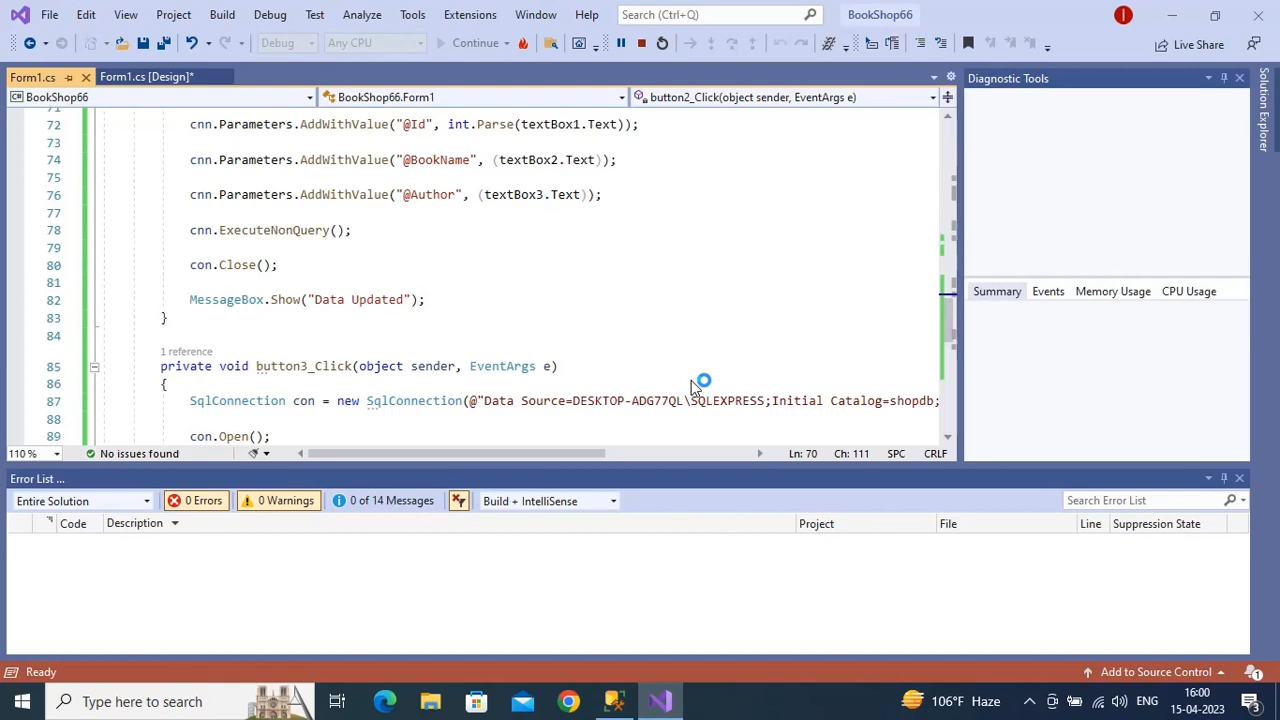 File Edit View Project Build Debug Test Analyze Tools Extensions Window Help Search (Ctrl+Q) BookShop66 I
Debug Any CPU Continue Live Share
Form1.cs Form1.cs [Design]* Diagnostic Tools
BookShop66 BookShop66.Form1 button2_Click(object sender, EventArgs e)
71
72 cnn.Parameters.AddWithValue("@Id", int.Parse(textBox1.Text));
73
74 cnn.Parameters.AddWithValue("@BookName", (textBox2.Text));
75
76 cnn.Parameters.AddWithValue("@Author", (textBox3.Text));
77
78 cnn.ExecuteNonQuery();
79
80 con.Close();
81
82 MessageBox.Show("Data Updated");
83 }
84
1 reference
85 private void button3_Click(object sender, EventArgs e)
86 {
87 SqlConnection con = new SqlConnection(@"Data Source=DESKTOP-ADG77QL\SQLEXPRESS;Initial Catalog=shopdb;
88
89 con.Open();
Summary Events Memory Usage CPU Usage
Solution Explorer
110 % No issues found Ln: 70 Ch: 111 SPC CRLF
Error List ...
Entire Solution 0 Errors 0 Warnings 0 of 14 Messages Build + IntelliSense Search Error List
Code Description Project File Line Suppression State
Ready Add to Source Control 1
Type here to search 106°F Haze ENG 16:00
15-04-2023 3